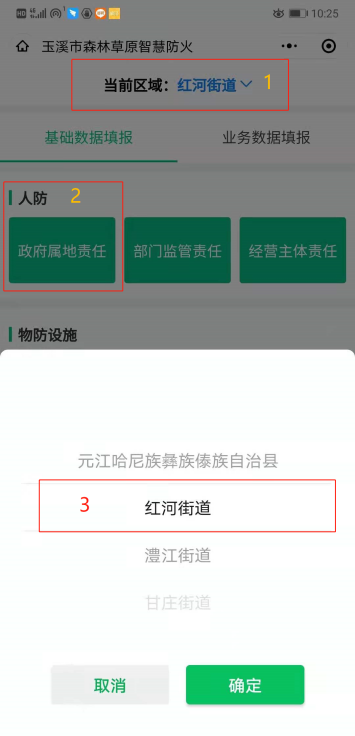 10:25
玉溪市森林草原智慧防火
当前区域：红河街道 1
基础数据填报 业务数据填报
人防 2
政府属地责任 部门监管责任 经营主体责任
物防设施
元江哈尼族彝族傣族自治县
3 红河街道
澧江街道
甘庄街道
取消 确定